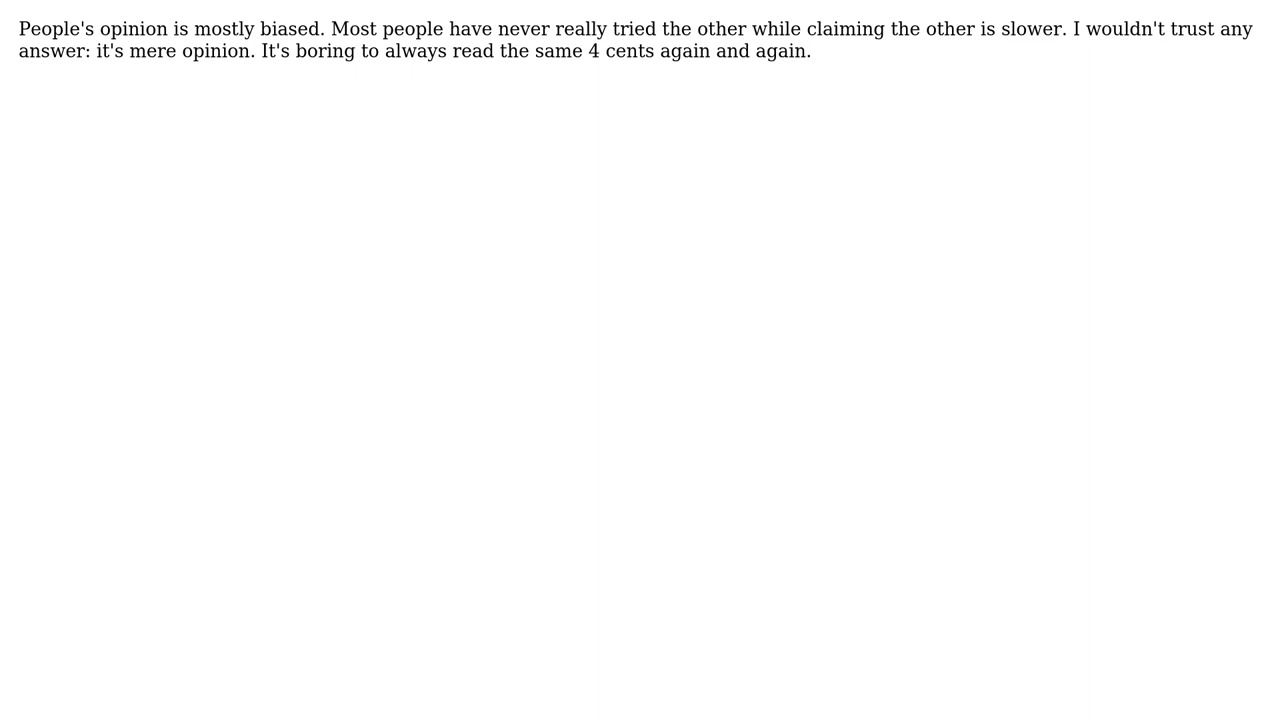 People's opinion is mostly biased. Most people have never really tried the other while claiming the other is slower. I wouldn't trust any
answer: it's mere opinion. It's boring to always read the same 4 cents again and again.